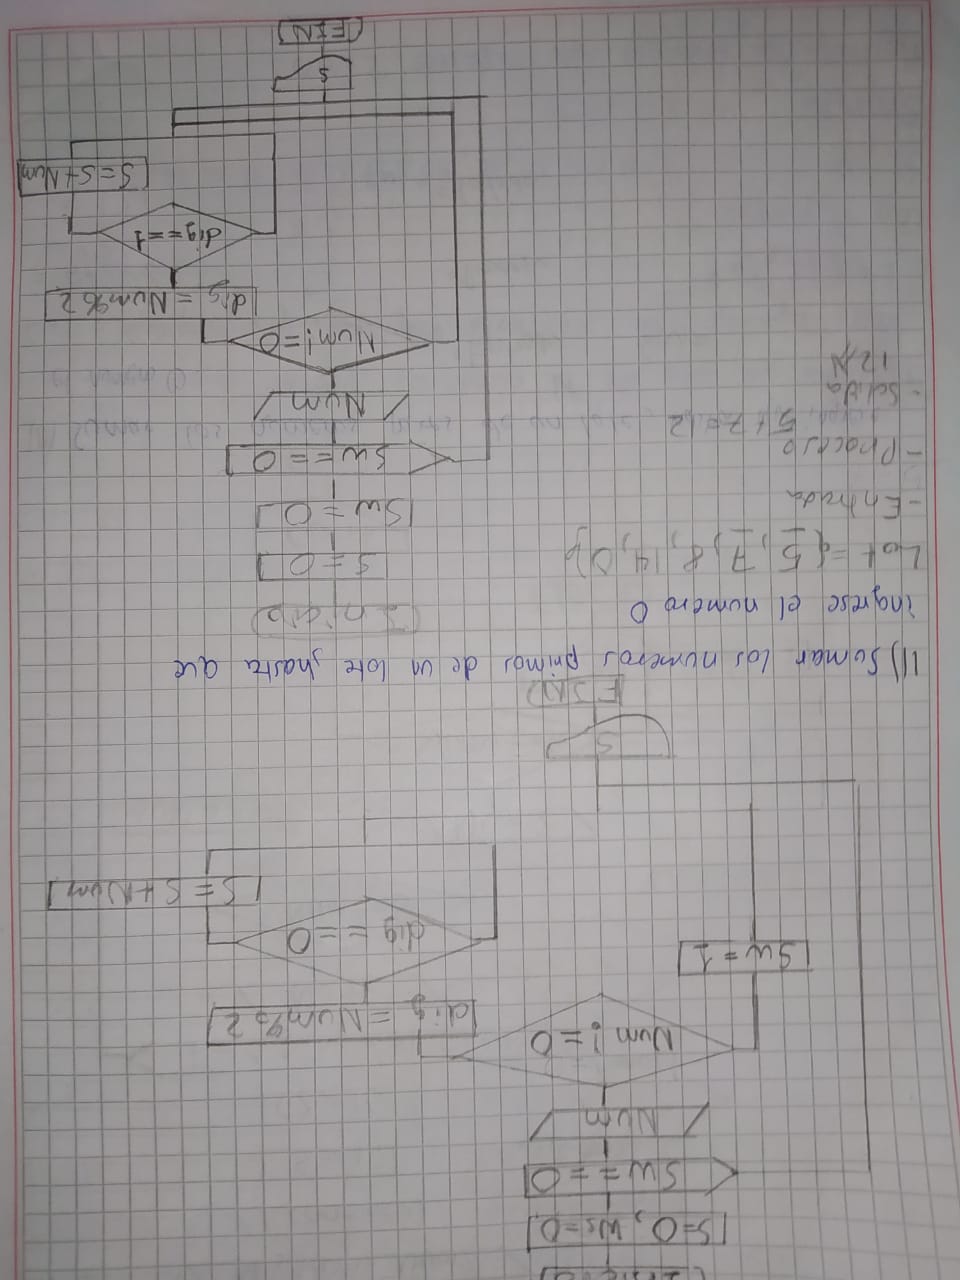 S=0, Ws=0
Sw == 0
Num
Num != 0
Sw = 1
dig = Num%2
dig == 0
S = S + Num
S
FIN
11) Sumar los numeros primos de un lote, hasta que
ingrese el numero 0
Lot = {5, 7, 8, 14, 0}
- Entrada
- Proceso
5 + 7 = 12
- Salida
12 N
Inicio
S = 0
Sw = 0
Sw == 0
Num
Num != 0
dig = Num%2
dig == 1
S = S + Num
S
FIN